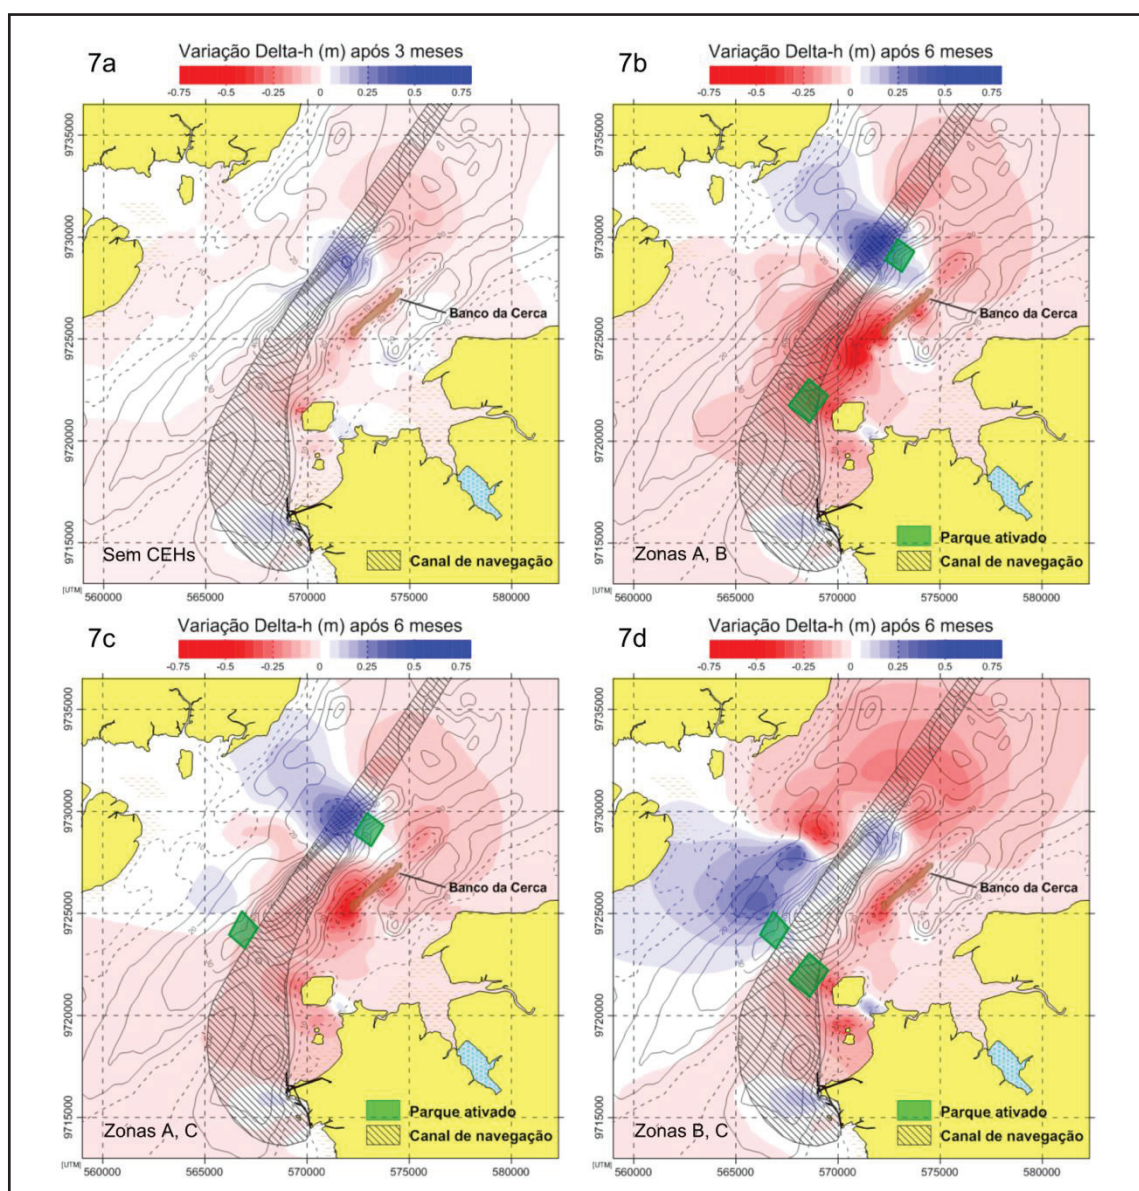 7a
Variação Delta-h (m) após 3 meses
-0.75 -0.5 -0.25 0 0.25 0.5 0.75
9735000
9730000
9725000
9720000
9715000
Banco da Cerca
Sem CEHs
Canal de navegação
[UTM] 560000 565000 570000 575000 580000
7b
Variação Delta-h (m) após 6 meses
-0.75 -0.5 -0.25 0 0.25 0.5 0.75
9735000
9730000
9725000
9720000
9715000
Banco da Cerca
Parque ativado
Zonas A, B
Canal de navegação
[UTM] 560000 565000 570000 575000 580000
7c
Variação Delta-h (m) após 6 meses
-0.75 -0.5 -0.25 0 0.25 0.5 0.75
9735000
9730000
9725000
9720000
9715000
Banco da Cerca
Parque ativado
Zonas A, C
Canal de navegação
[UTM] 560000 565000 570000 575000 580000
7d
Variação Delta-h (m) após 6 meses
-0.75 -0.5 -0.25 0 0.25 0.5 0.75
9735000
9730000
9725000
9720000
9715000
Banco da Cerca
Parque ativado
Zonas B, C
Canal de navegação
[UTM] 560000 565000 570000 575000 580000